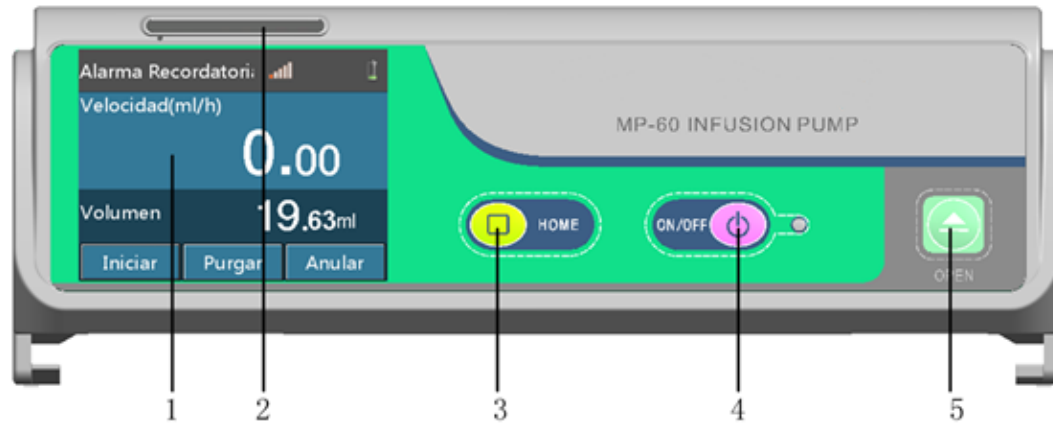 Alarma Recordatori
Velocidad(ml/h)
0.00
Volumen 19.63ml
Iniciar Purgar Anular
MP-60 INFUSION PUMP
HOME
ON/OFF
OPEN
1 2 3 4 5